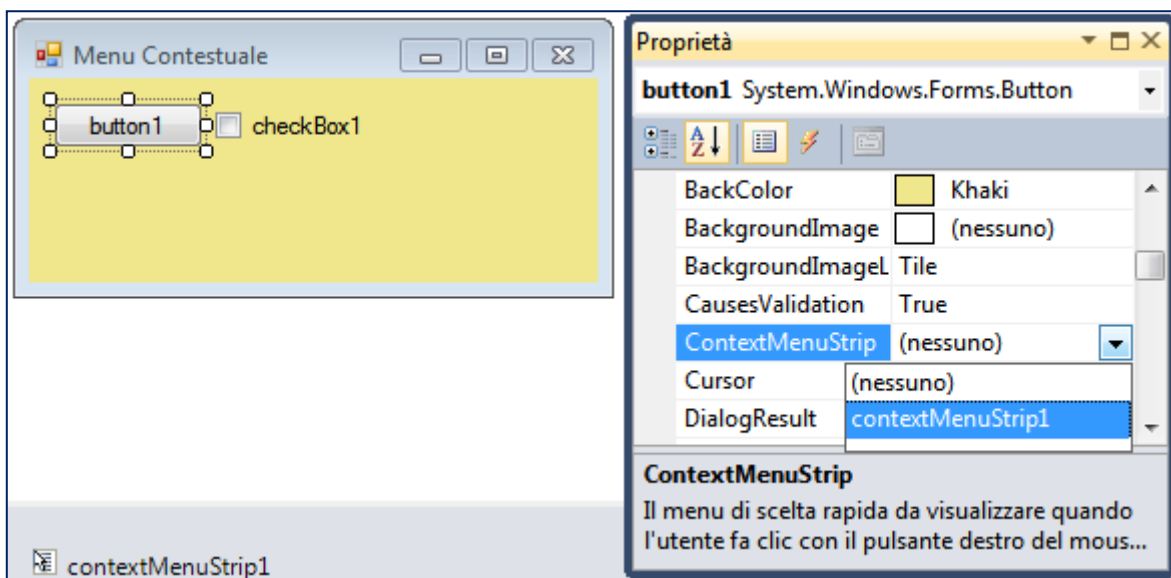 Menu Contestuale
button1
checkBox1
contextMenuStrip1
Proprietà
button1 System.Windows.Forms.Button
A
Z
BackColor Khaki
BackgroundImage (nessuno)
BackgroundImageL Tile
CausesValidation True
ContextMenuStrip (nessuno)
Cursor (nessuno)
DialogResult contextMenuStrip1
ContextMenuStrip
Il menu di scelta rapida da visualizzare quando
l'utente fa clic con il pulsante destro del mous...